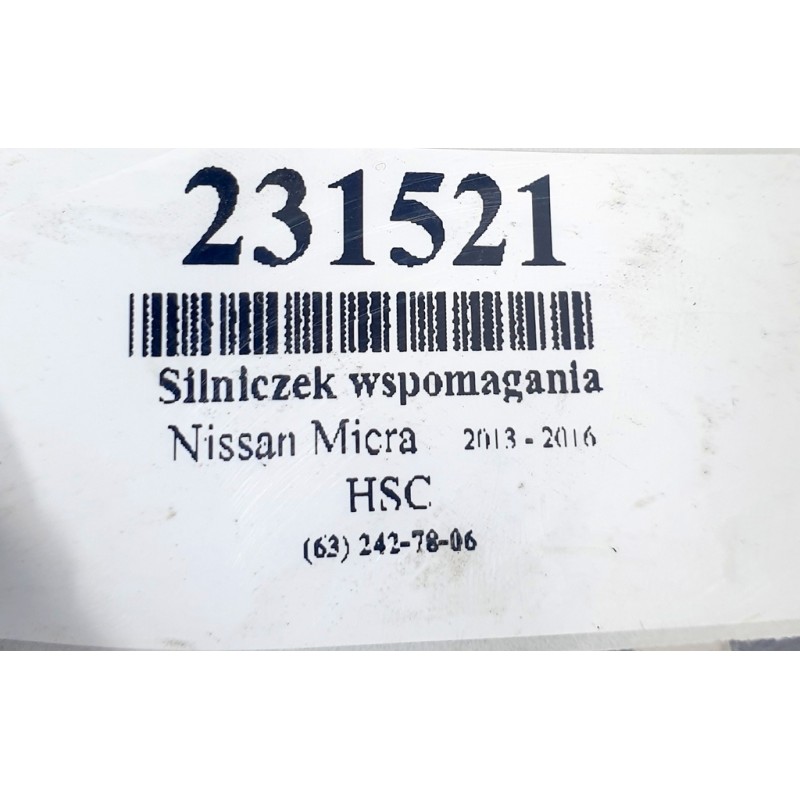 231521
Silniczek wspomagania
Nissan Micra 2013 - 2016
HSC
(63) 242-78-06